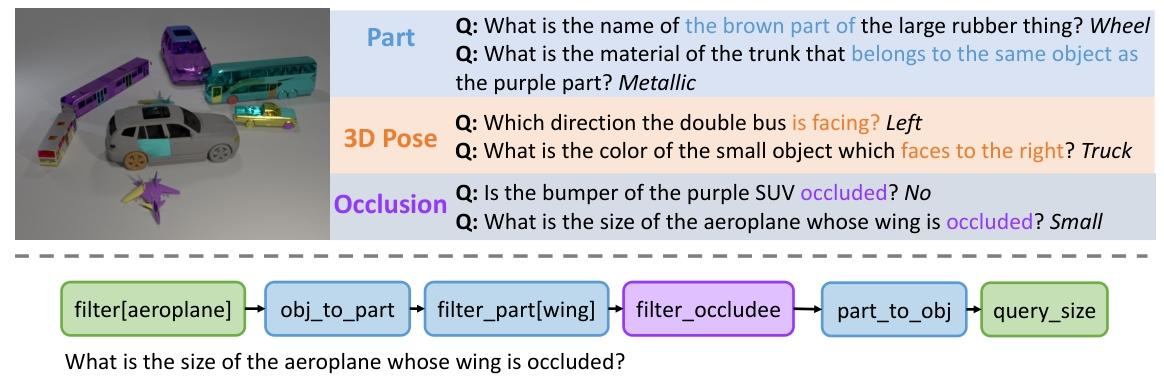 Part
Q: What is the name of the brown part of the large rubber thing? Wheel
Q: What is the material of the trunk that belongs to the same object as
the purple part? Metallic
3D Pose
Q: Which direction the double bus is facing? Left
Q: What is the color of the small object which faces to the right? Truck
Occlusion
Q: Is the bumper of the purple SUV occluded? No
Q: What is the size of the aeroplane whose wing is occluded? Small
filter[aeroplane]
obj_to_part
filter_part[wing]
filter_occludee
part_to_obj
query_size
What is the size of the aeroplane whose wing is occluded?